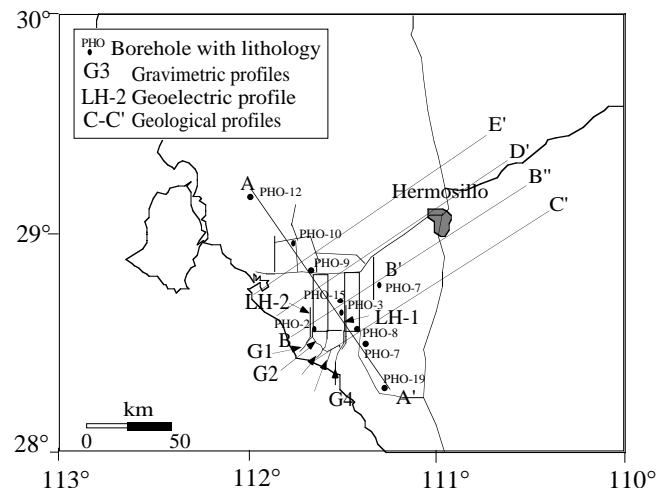 30°
PHO Borehole with lithology
G3 Gravimetric profiles
LH-2 Geoelectric profile
C-C' Geological profiles
E'
D'
A
PHO-12
Hermosillo
B"
C'
29°
PHO-10
PHO-9
B'
PHO-7
PHO-15
LH-2
PHO-3
LH-1
PHO-2
B
PHO-8
G1
PHO-7
G2
PHO-19
G4
A'
km
0 50
28°
113° 112° 111° 110°